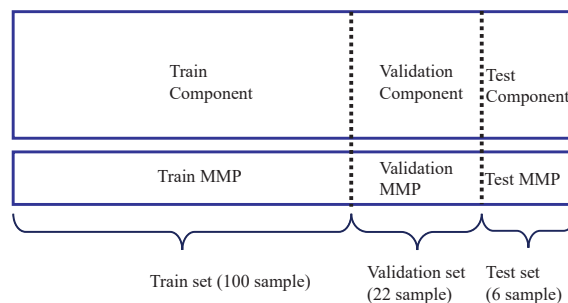 Train
Component
Validation
Component
Test
Component
Train MMP
Validation
MMP
Test MMP
Train set (100 sample)
Validation set
(22 sample)
Test set
(6 sample)